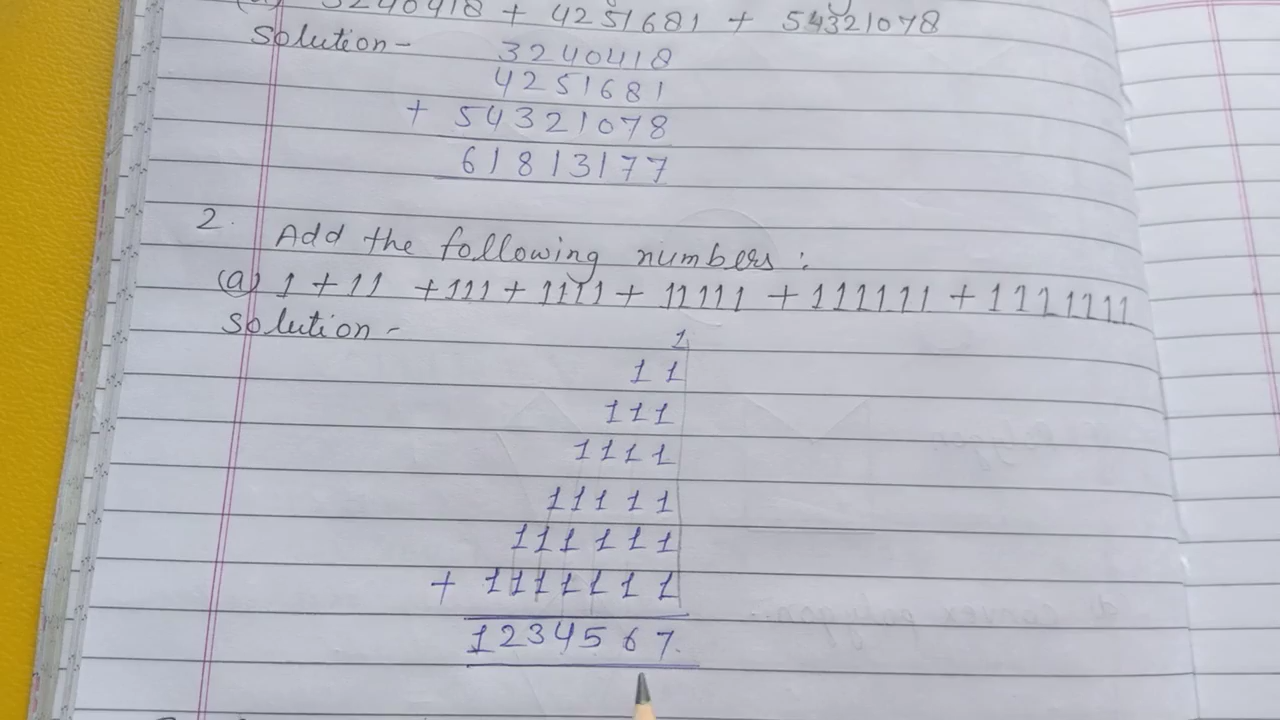 3240418 + 4251681 + 54321078
Solution - 3240418
4251681
+ 54321078
61813177
2. Add the following numbers :
(a) 1 + 11 + 111 + 1111 + 11111 + 111111 + 1111111
Solution -
1
11
111
1111
11111
111111
+ 1111111
1234567